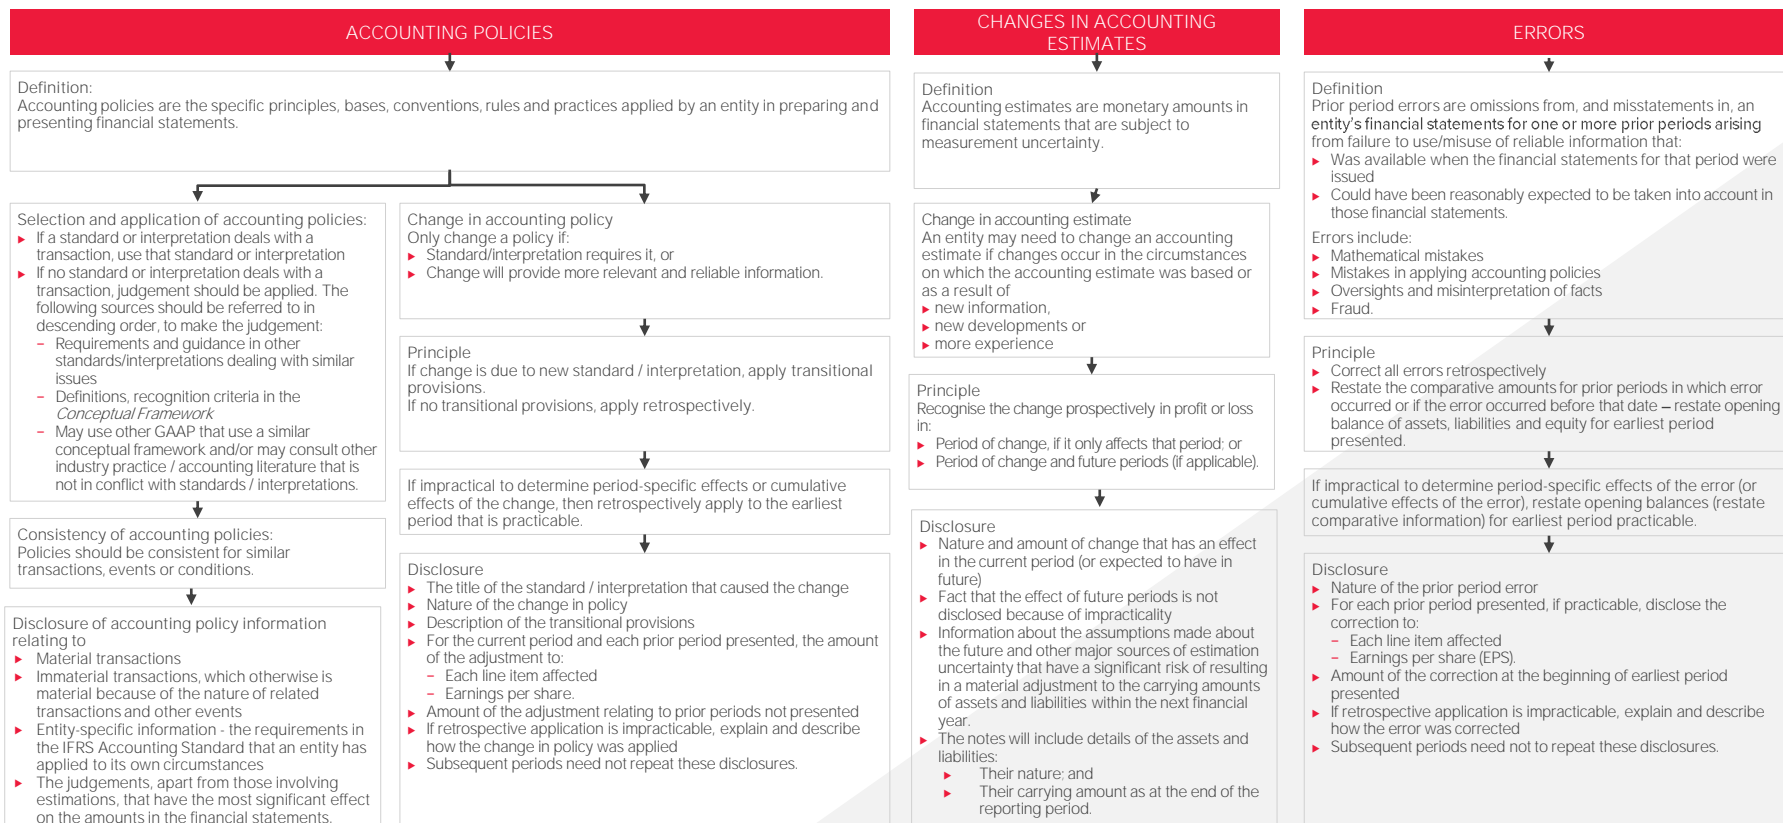 ACCOUNTING POLICIES
Definition:
Accounting policies are the specific principles, bases, conventions, rules and practices applied by an entity in preparing and
presenting financial statements.
Selection and application of accounting policies:
► If a standard or interpretation deals with a
transaction, use that standard or interpretation
► If no standard or interpretation deals with a
transaction, judgement should be applied. The
following sources should be referred to in
descending order, to make the judgement:
– Requirements and guidance in other
standards/interpretations dealing with similar
issues
– Definitions, recognition criteria in the
Conceptual Framework
– May use other GAAP that use a similar
conceptual framework and/or may consult other
industry practice / accounting literature that is
not in conflict with standards / interpretations.
Consistency of accounting policies:
Policies should be consistent for similar
transactions, events or conditions.
Disclosure of accounting policy information
relating to
► Material transactions
► Immaterial transactions, which otherwise is
material because of the nature of related
transactions and other events
► Entity-specific information - the requirements in
the IFRS Accounting Standard that an entity has
applied to its own circumstances
► The judgements, apart from those involving
estimations, that have the most significant effect
on the amounts in the financial statements.
Change in accounting policy
Only change a policy if:
► Standard/interpretation requires it, or
► Change will provide more relevant and reliable information.
Principle
If change is due to new standard / interpretation, apply transitional
provisions.
If no transitional provisions, apply retrospectively.
If impractical to determine period-specific effects or cumulative
effects of the change, then retrospectively apply to the earliest
period that is practicable.
Disclosure
► The title of the standard / interpretation that caused the change
► Nature of the change in policy
► Description of the transitional provisions
► For the current period and each prior period presented, the amount
of the adjustment to:
– Each line item affected
– Earnings per share.
► Amount of the adjustment relating to prior periods not presented
► If retrospective application is impracticable, explain and describe
how the change in policy was applied
► Subsequent periods need not repeat these disclosures.
CHANGES IN ACCOUNTING
ESTIMATES
Definition
Accounting estimates are monetary amounts in
financial statements that are subject to
measurement uncertainty.
Change in accounting estimate
An entity may need to change an accounting
estimate if changes occur in the circumstances
on which the accounting estimate was based or
as a result of
► new information,
► new developments or
► more experience
Principle
Recognise the change prospectively in profit or loss
in:
► Period of change, if it only affects that period; or
► Period of change and future periods (if applicable).
Disclosure
► Nature and amount of change that has an effect
in the current period (or expected to have in
future)
► Fact that the effect of future periods is not
disclosed because of impracticality
► Information about the assumptions made about
the future and other major sources of estimation
uncertainty that have a significant risk of resulting
in a material adjustment to the carrying amounts
of assets and liabilities within the next financial
year.
► The notes will include details of the assets and
liabilities:
► Their nature; and
► Their carrying amount as at the end of the
reporting period.
ERRORS
Definition
Prior period errors are omissions from, and misstatements in, an
entity's financial statements for one or more prior periods arising
from failure to use/misuse of reliable information that:
► Was available when the financial statements for that period were
issued
► Could have been reasonably expected to be taken into account in
those financial statements.
Errors include:
► Mathematical mistakes
► Mistakes in applying accounting policies
► Oversights and misinterpretation of facts
► Fraud.
Principle
► Correct all errors retrospectively
► Restate the comparative amounts for prior periods in which error
occurred or if the error occurred before that date – restate opening
balance of assets, liabilities and equity for earliest period
presented.
If impractical to determine period-specific effects of the error (or
cumulative effects of the error), restate opening balances (restate
comparative information) for earliest period practicable.
Disclosure
► Nature of the prior period error
► For each prior period presented, if practicable, disclose the
correction to:
– Each line item affected
– Earnings per share (EPS).
► Amount of the correction at the beginning of earliest period
presented
► If retrospective application is impracticable, explain and describe
how the error was corrected
► Subsequent periods need not to repeat these disclosures.